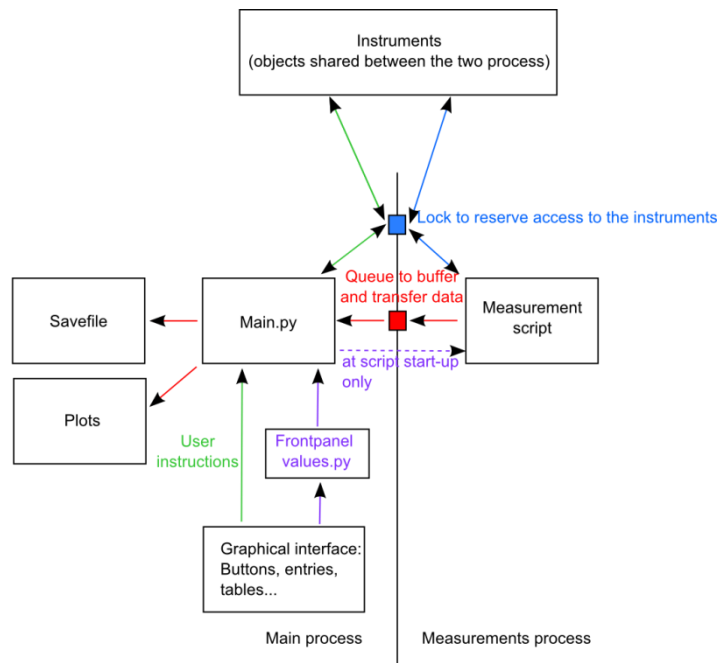 Instruments
(objects shared between the two process)
Lock to reserve access to the instruments
Queue to buffer
and transfer data
Savefile
Main.py
Measurement
script
at script start-up
only
Plots
User
instructions
Frontpanel
values.py
Graphical interface:
Buttons, entries,
tables...
Main process
Measurements process